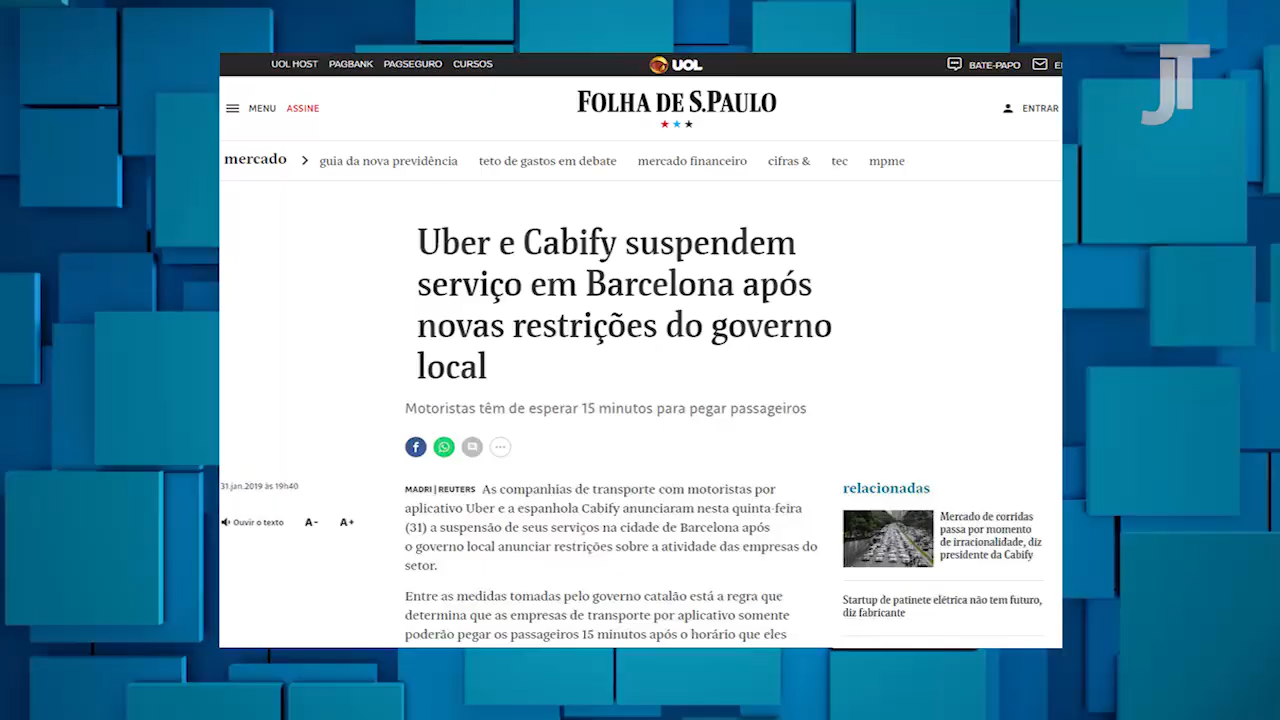 UOL HOST PAGBANK PAGSEGURO CURSOS UOL BATE-PAPO E
JT
MENU ASSINE FOLHA DE S.PAULO ENTRAR
mercado guia da nova previdência teto de gastos em debate mercado financeiro cifras & tec mpme
Uber e Cabify suspendem
serviço em Barcelona após
novas restrições do governo
local
Motoristas têm de esperar 15 minutos para pegar passageiros
31.jan.2019 às 19h40
Ouvir o texto A- A+
MADRI | REUTERS As companhias de transporte com motoristas por
aplicativo Uber e a espanhola Cabify anunciaram nesta quinta-feira
(31) a suspensão de seus serviços na cidade de Barcelona após
o governo local anunciar restrições sobre a atividade das empresas do
setor.
Entre as medidas tomadas pelo governo catalão está a regra que
determina que as empresas de transporte por aplicativo somente
poderão pegar os passageiros 15 minutos após o horário que eles
relacionadas
Mercado de corridas
passa por momento
de irracionalidade, diz
presidente da Cabify
Startup de patinete elétrica não tem futuro,
diz fabricante